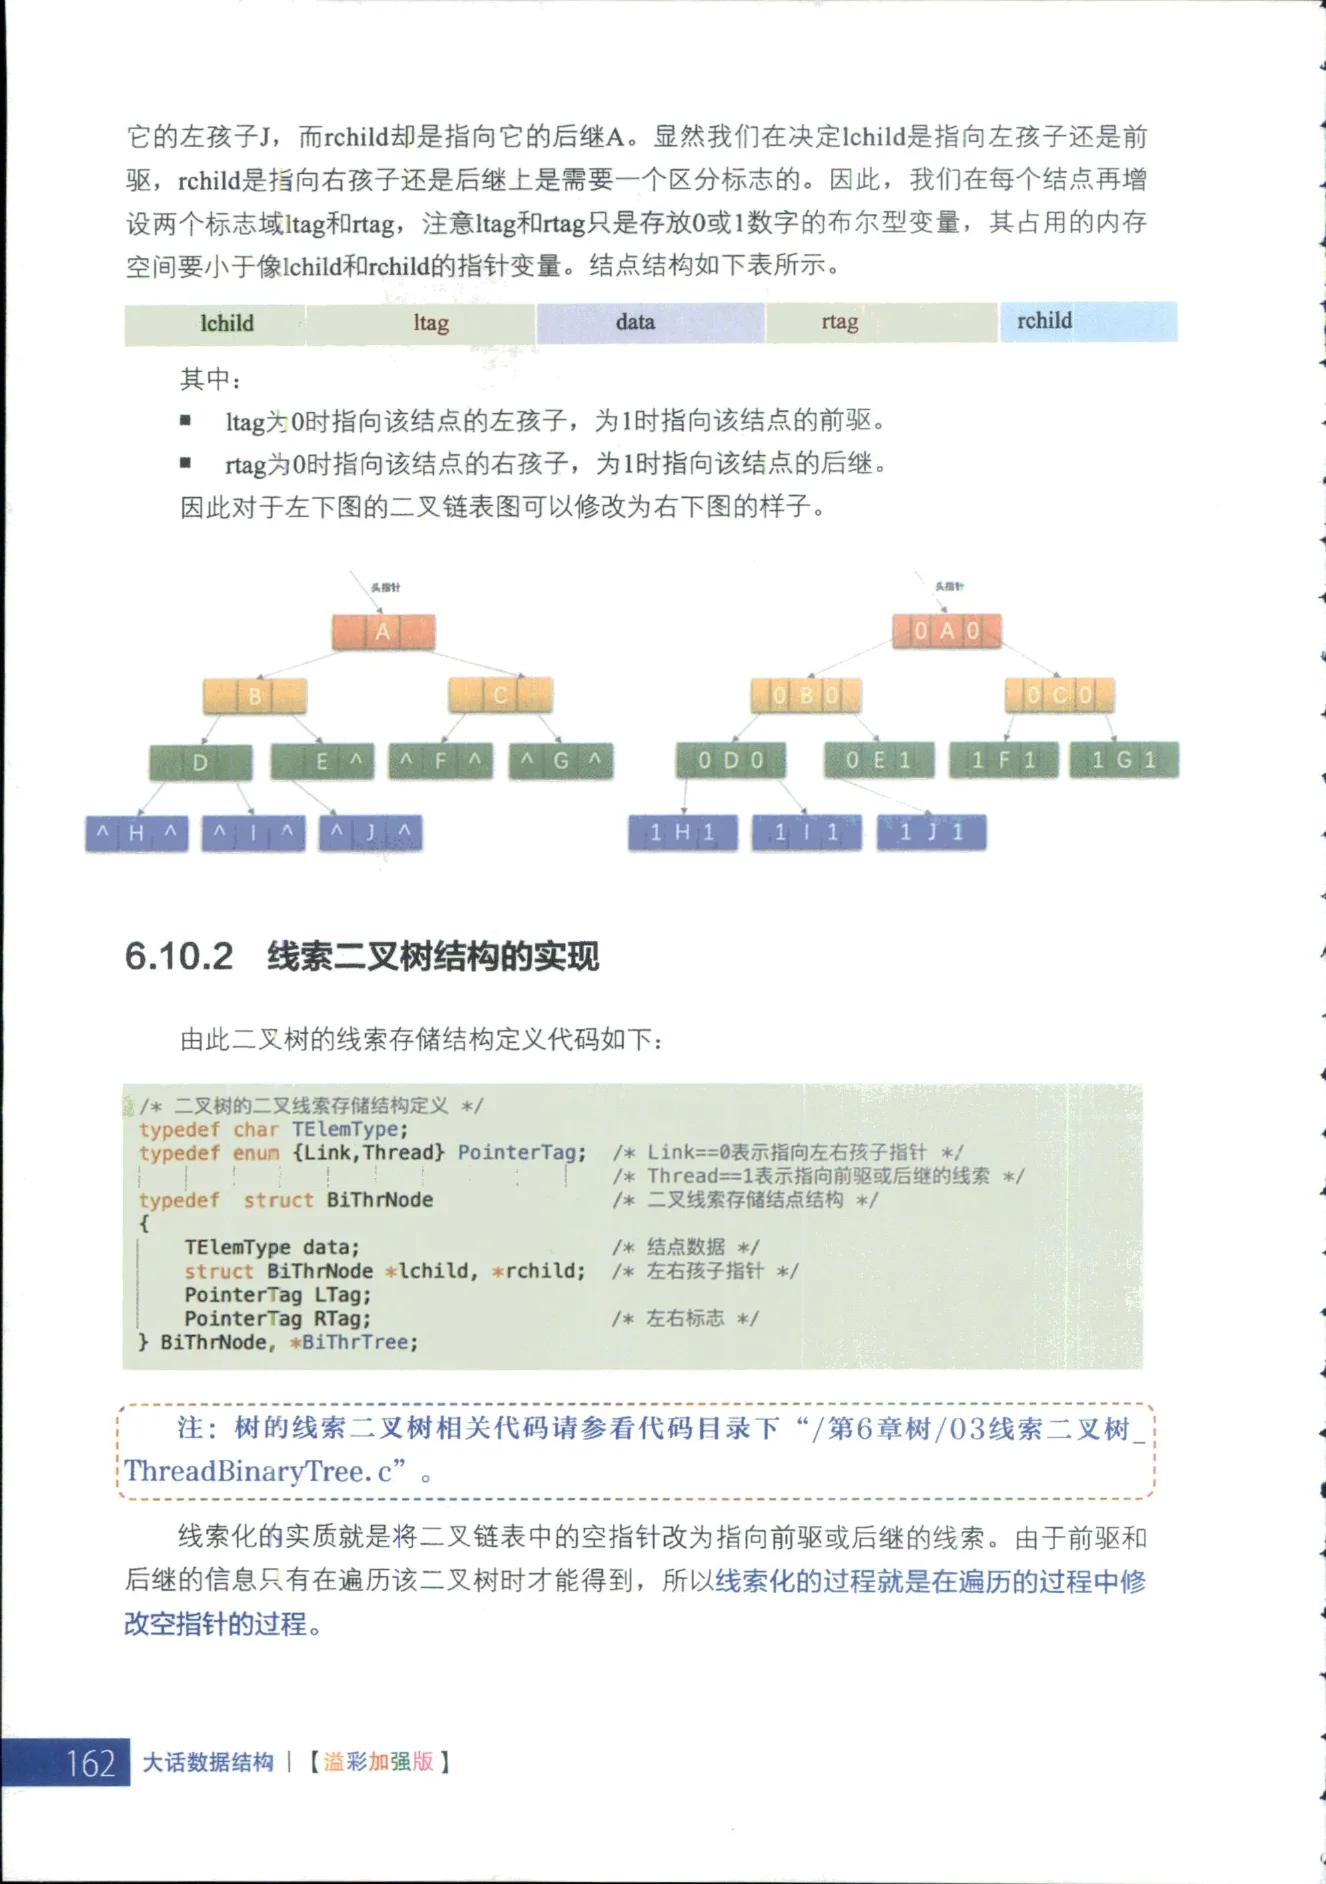 它的左孩子J，而rchild却是指向它的后继A。显然我们在决定lchild是指向左孩子还是前
驱，rchild是指向右孩子还是后继上是需要一个区分标志的。因此，我们在每个结点再增
设两个标志域ltag和rtag，注意ltag和rtag只是存放0或1数字的布尔型变量，其占用的内存
空间要小于像lchild和rchild的指针变量。结点结构如下表所示。
lchild ltag data rtag rchild
其中：
■ ltag为0时指向该结点的左孩子，为1时指向该结点的前驱。
■ rtag为0时指向该结点的右孩子，为1时指向该结点的后继。
因此对于左下图的二叉链表图可以修改为右下图的样子。
头指针 头指针
A 0 A 0
B C 0 B 0 0 C 0
D E ^ ^ F ^ ^ G ^ 0 D 0 0 E 1 1 F 1 1 G 1
^ H ^ ^ I ^ ^ J ^ 1 H 1 1 I 1 1 J 1
6.10.2 线索二叉树结构的实现
由此二叉树的线索存储结构定义代码如下：
/* 二叉树的二叉线索存储结构定义 */
typedef char TElemType;
typedef enum {Link,Thread} PointerTag; /* Link==0表示指向左右孩子指针 */
/* Thread==1表示指向前驱或后继的线索 */
typedef struct BiThrNode /* 二叉线索存储结点结构 */
{
TElemType data; /* 结点数据 */
struct BiThrNode *lchild, *rchild; /* 左右孩子指针 */
PointerTag LTag;
PointerTag RTag; /* 左右标志 */
} BiThrNode, *BiThrTree;
注：树的线索二叉树相关代码请参看代码目录下“/第6章树/03线索二叉树_
ThreadBinaryTree.c”。
线索化的实质就是将二叉链表中的空指针改为指向前驱或后继的线索。由于前驱和
后继的信息只有在遍历该二叉树时才能得到，所以线索化的过程就是在遍历的过程中修
改空指针的过程。
162 大话数据结构 | 【溢彩加强版】